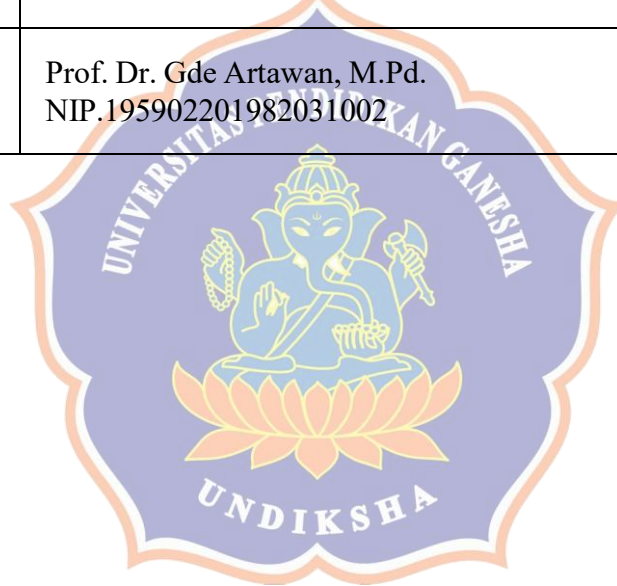 Prof. Dr. Gde Artawan, M.Pd.
NIP.195902201982031002
UNIVERSITAS PENDIDIKAN GANESHA
UNDIKSHA